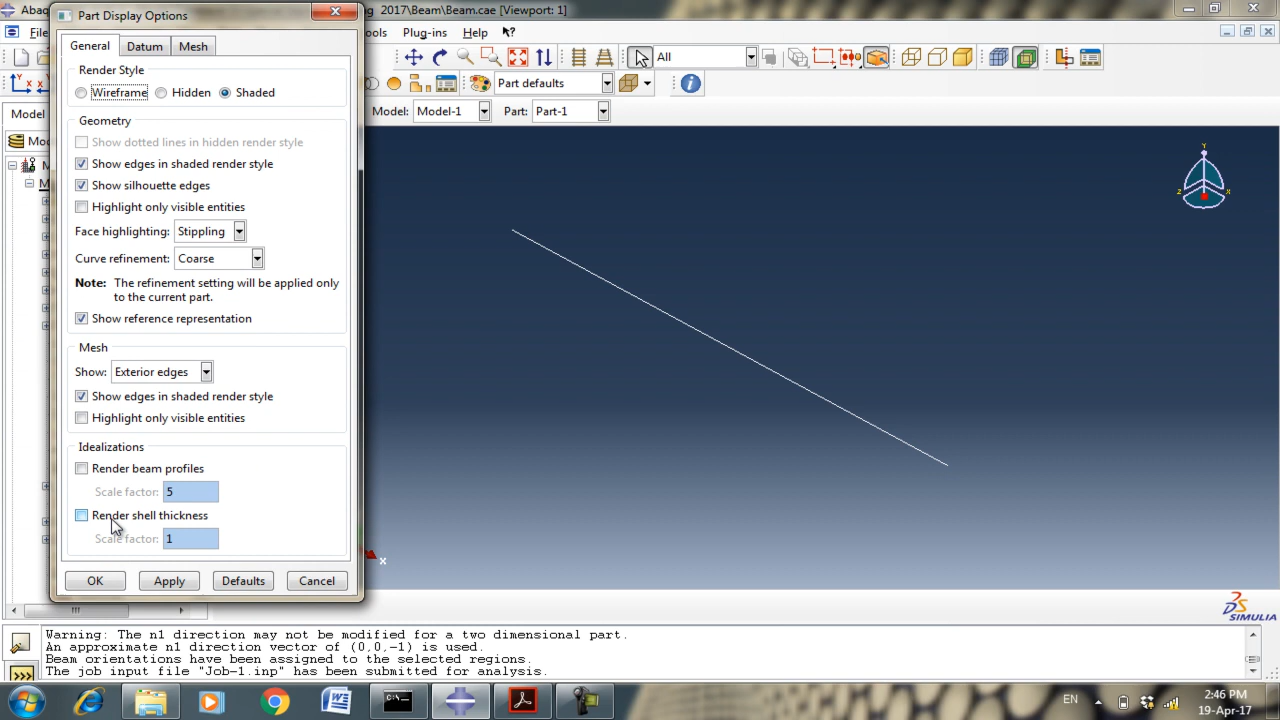 Abaq
2017\Beam\Beam.cae [Viewport: 1]
Part Display Options
File
ools
Plug-ins
Help
General
Datum
Mesh
All
Render Style
Wireframe
Hidden
Shaded
Part defaults
Model
Model:
Model-1
Part:
Part-1
Geometry
Show dotted lines in hidden render style
Show edges in shaded render style
Show silhouette edges
Highlight only visible entities
Face highlighting:
Stippling
Curve refinement:
Coarse
Note: The refinement setting will be applied only
to the current part.
Show reference representation
Mesh
Show:
Exterior edges
Show edges in shaded render style
Highlight only visible entities
Idealizations
Render beam profiles
Scale factor: 5
Render shell thickness
Scale factor: 1
OK
Apply
Defaults
Cancel
Y
Z
X
x
SIMULIA
Warning: The n1 direction may not be modified for a two dimensional part.
An approximate n1 direction vector of (0,0,-1) is used.
Beam orientations have been assigned to the selected regions.
The job input file "Job-1.inp" has been submitted for analysis.
>>>
EN
2:46 PM
19-Apr-17